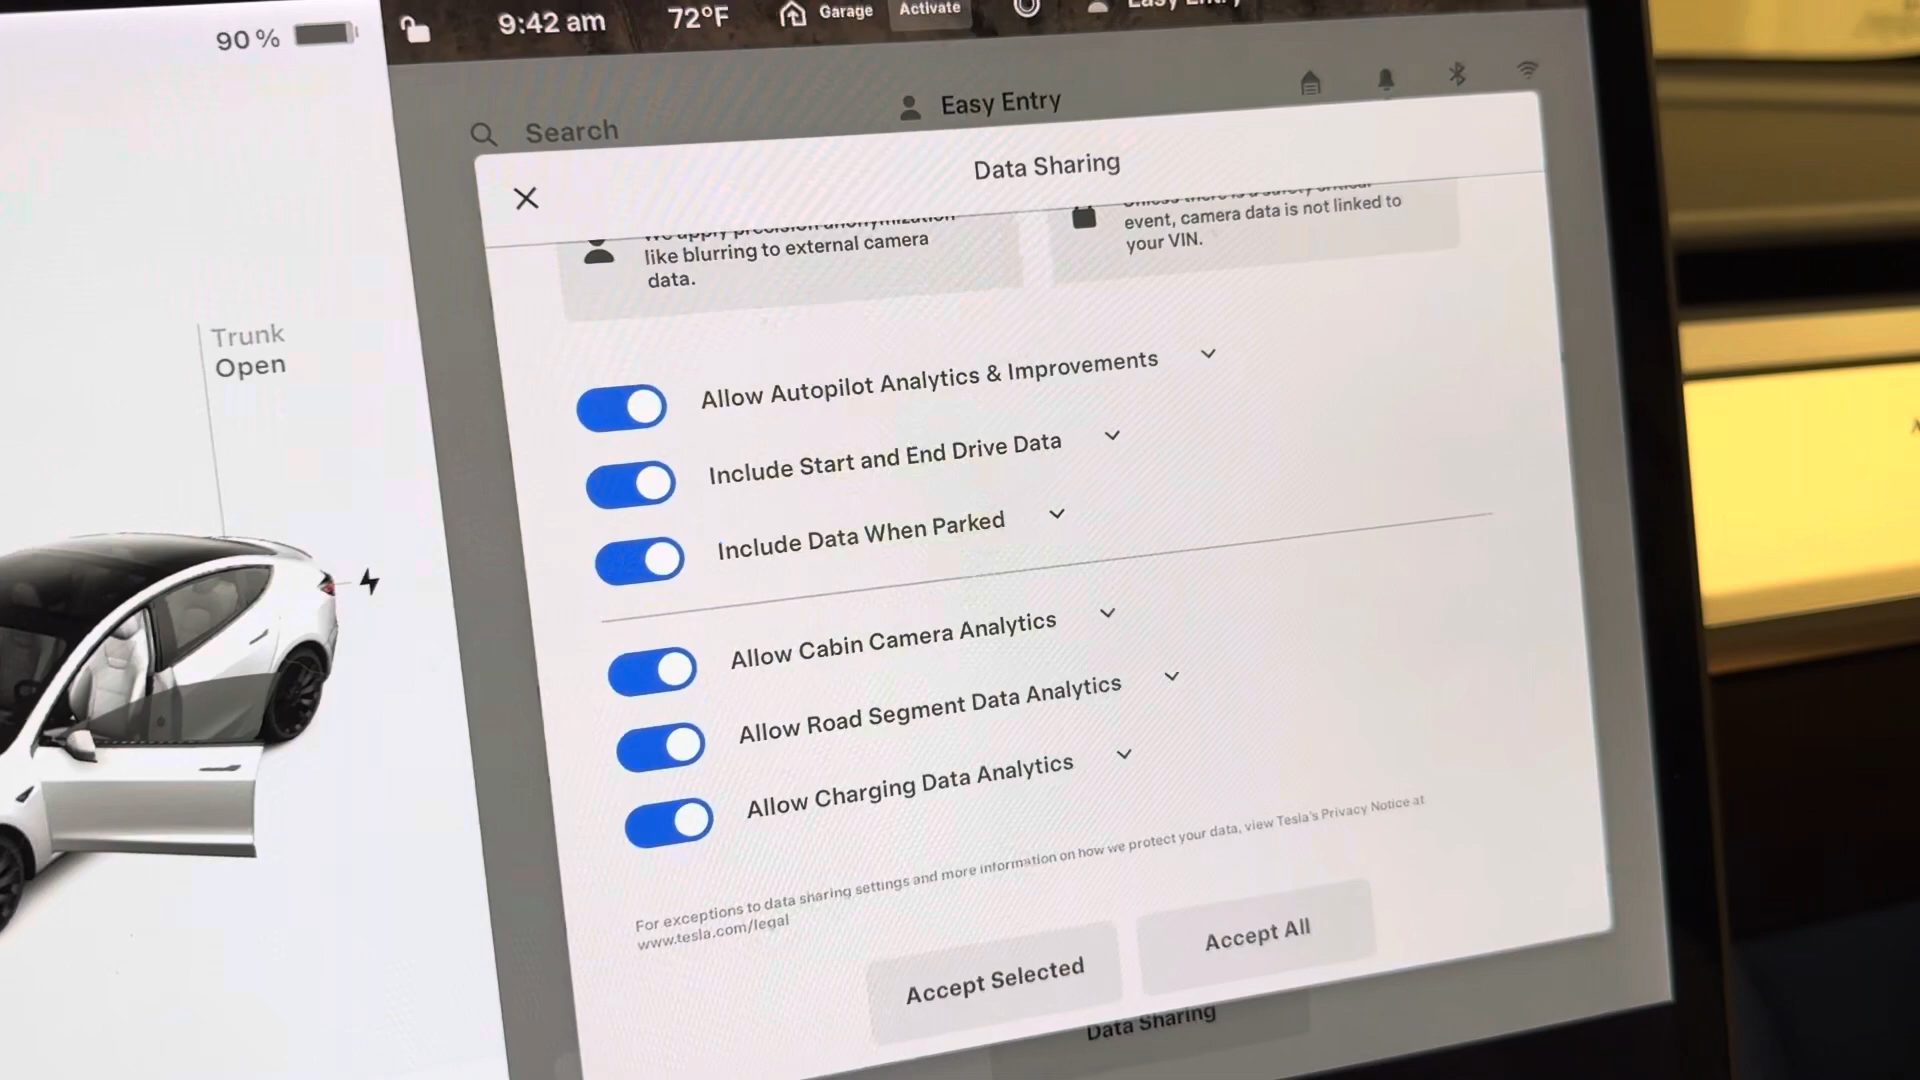 90 %
9:42 am
72°F
Garage
Activate
Search
Easy Entry
Data Sharing
like blurring to external camera
data.
event, camera data is not linked to
your VIN.
Trunk
Open
Allow Autopilot Analytics & Improvements
Include Start and End Drive Data
Include Data When Parked
Allow Cabin Camera Analytics
Allow Road Segment Data Analytics
Allow Charging Data Analytics
For exceptions to data sharing settings and more information on how we protect your data, view Tesla's Privacy Notice at
www.tesla.com/legal
Accept Selected
Accept All
Data Sharing